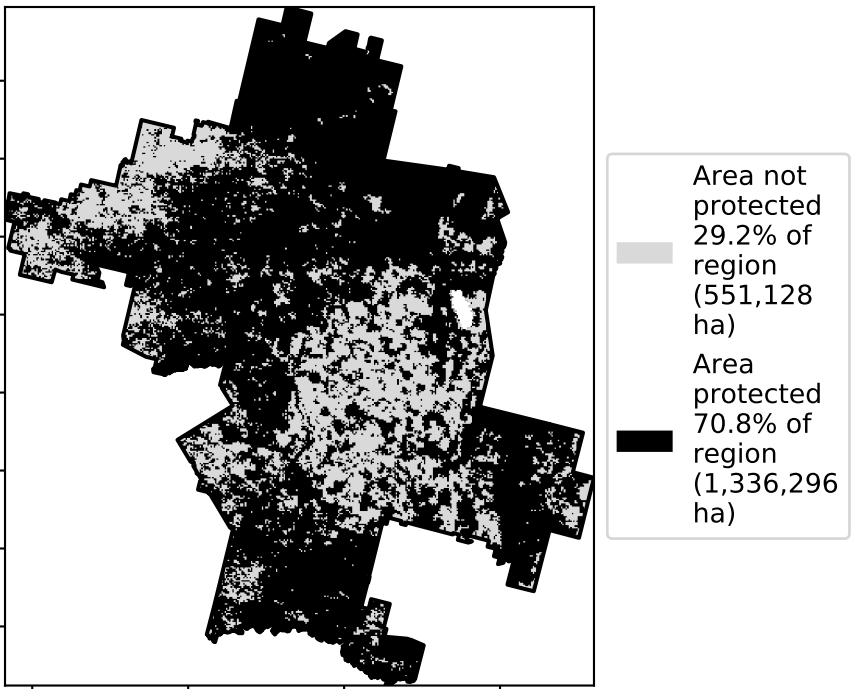 Area not
protected
29.2% of
region
(551,128
ha)
Area
protected
70.8% of
region
(1,336,296
ha)